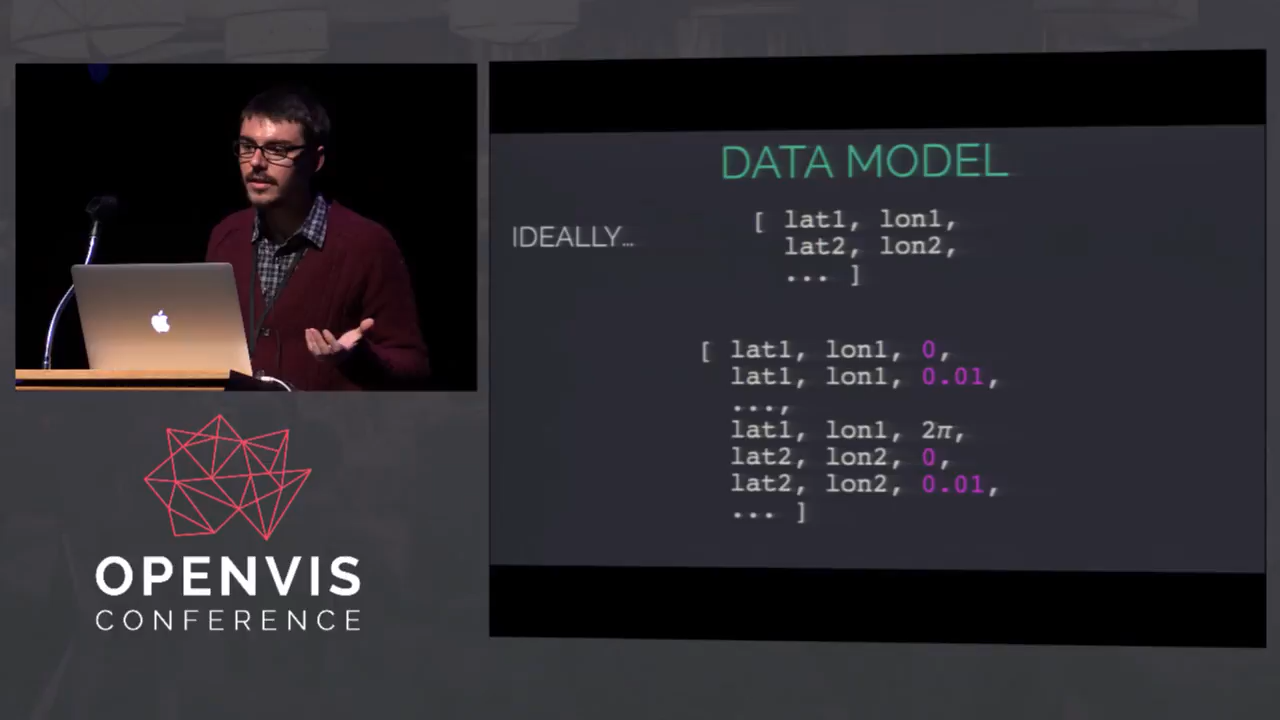 DATA MODEL
IDEALLY…
[ lat1, lon1,
lat2, lon2,
... ]
[ lat1, lon1, 0,
lat1, lon1, 0.01,
...,
lat1, lon1, 2π,
lat2, lon2, 0,
lat2, lon2, 0.01,
... ]
OPENVIS
CONFERENCE